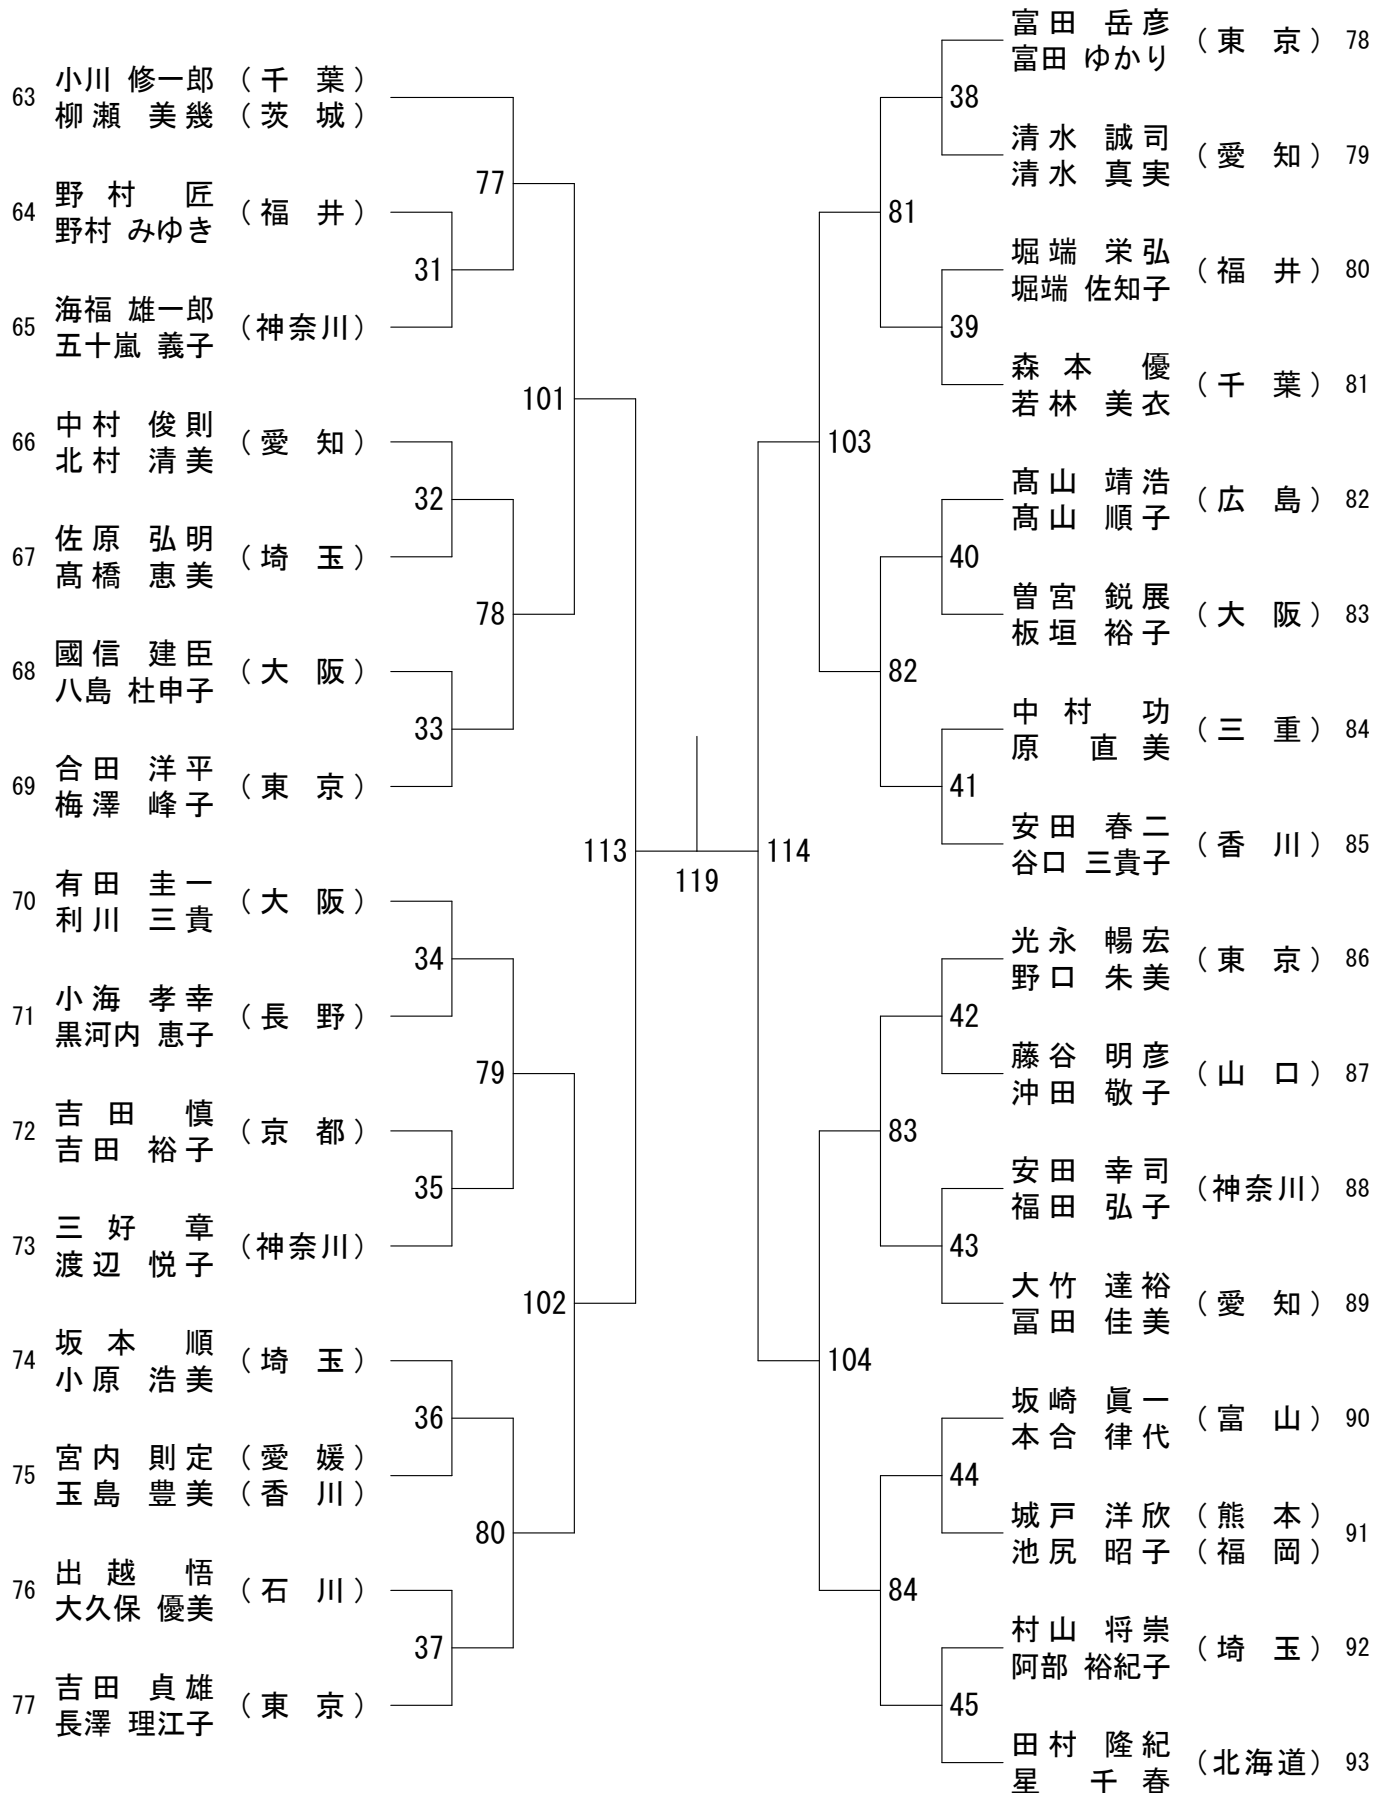 63 小川 修一郎 (千 葉)
柳瀬 美幾 (茨 城)
64 野村 匠 (福 井)
野村 みゆき
65 海福 雄一郎 (神奈川)
五十嵐 義子
66 中村 俊則 (愛 知)
北村 清美
67 佐原 弘明 (埼 玉)
髙橋 恵美
68 國信 建臣 (大 阪)
八島 杜申子
69 合田 洋平 (東 京)
梅澤 峰子
70 有田 圭一 (大 阪)
利川 三貴
71 小海 孝幸 (長 野)
黒河内 恵子
72 吉田 慎 (京 都)
吉田 裕子
73 三好 章 (神奈川)
渡辺 悦子
74 坂本 順 (埼 玉)
小原 浩美
75 宮内 則定 (愛 媛)
玉島 豊美 (香 川)
76 出越 悟 (石 川)
大久保 優美
77 吉田 貞雄 (東 京)
長澤 理江子
31
32
33
34
35
36
37
77
78
79
80
101
102
113
119
114
103
104
81
82
83
84
38
39
40
41
42
43
44
45
富田 岳彦 (東 京) 78
富田 ゆかり
清水 誠司 (愛 知) 79
清水 真実
堀端 栄弘 (福 井) 80
堀端 佐知子
森本 優 (千 葉) 81
若林 美衣
髙山 靖浩 (広 島) 82
髙山 順子
曽宮 鋭展 (大 阪) 83
板垣 裕子
中村 功 (三 重) 84
原 直美
安田 春二 (香 川) 85
谷口 三貴子
光永 暢宏 (東 京) 86
野口 朱美
藤谷 明彦 (山 口) 87
沖田 敬子
安田 幸司 (神奈川) 88
福田 弘子
大竹 達裕 (愛 知) 89
冨田 佳美
坂崎 眞一 (富 山) 90
本合 律代
城戸 洋欣 (熊 本) 91
池尻 昭子 (福 岡)
村山 将崇 (埼 玉) 92
阿部 裕紀子
田村 隆紀 (北海道) 93
星 千春